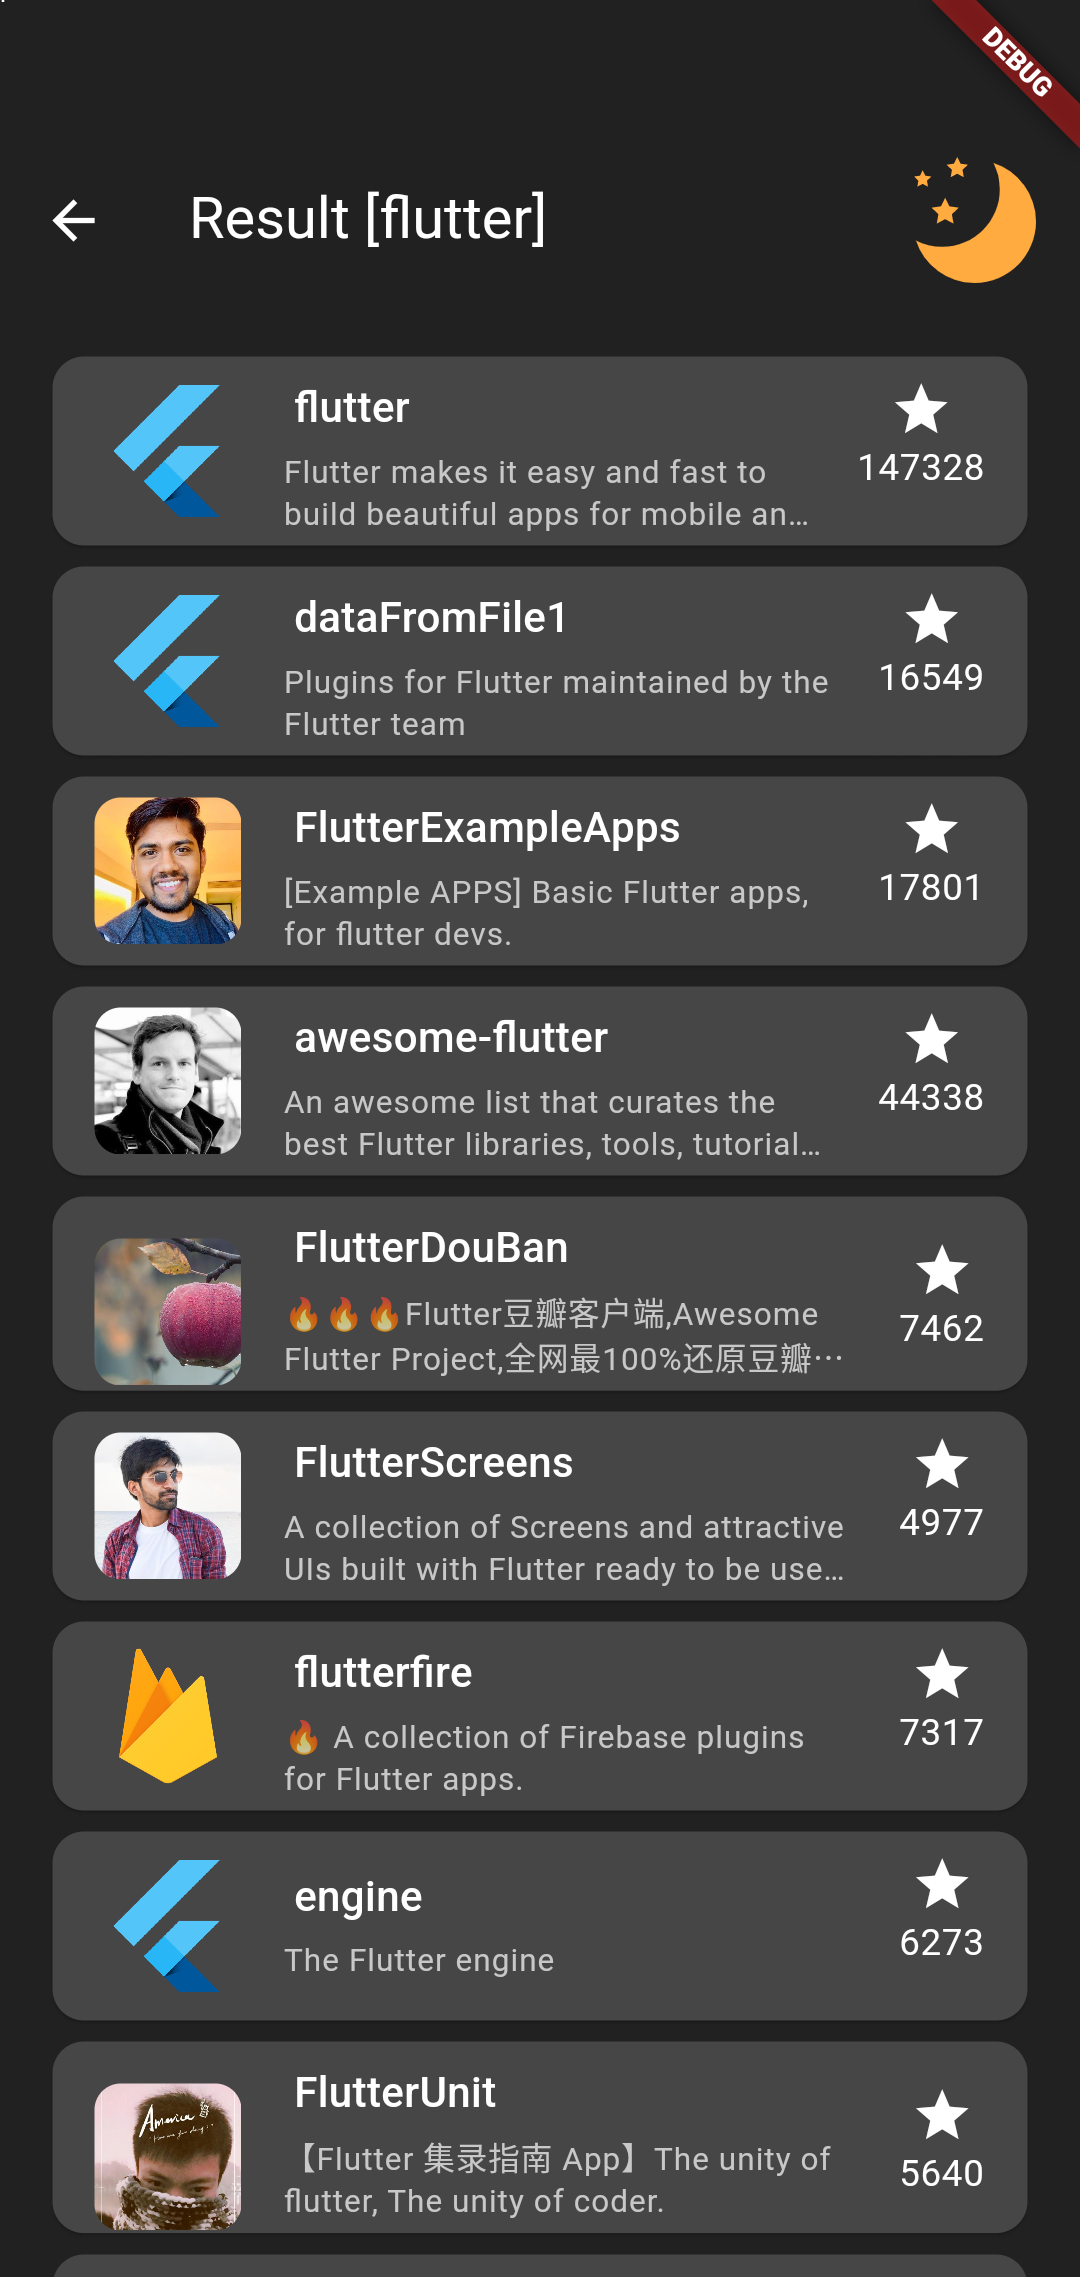 DEBUG
Result [flutter]
flutter
147328
Flutter makes it easy and fast to
build beautiful apps for mobile an…
dataFromFile1
16549
Plugins for Flutter maintained by the
Flutter team
FlutterExampleApps
17801
[Example APPS] Basic Flutter apps,
for flutter devs.
awesome-flutter
44338
An awesome list that curates the
best Flutter libraries, tools, tutorial…
FlutterDouBan
7462
🔥🔥🔥Flutter豆瓣客户端,Awesome
Flutter Project,全网最100%还原豆瓣…
FlutterScreens
4977
A collection of Screens and attractive
UIs built with Flutter ready to be use…
flutterfire
7317
🔥 A collection of Firebase plugins
for Flutter apps.
engine
6273
The Flutter engine
FlutterUnit
5640
America
【Flutter 集录指南 App】The unity of
flutter, The unity of coder.